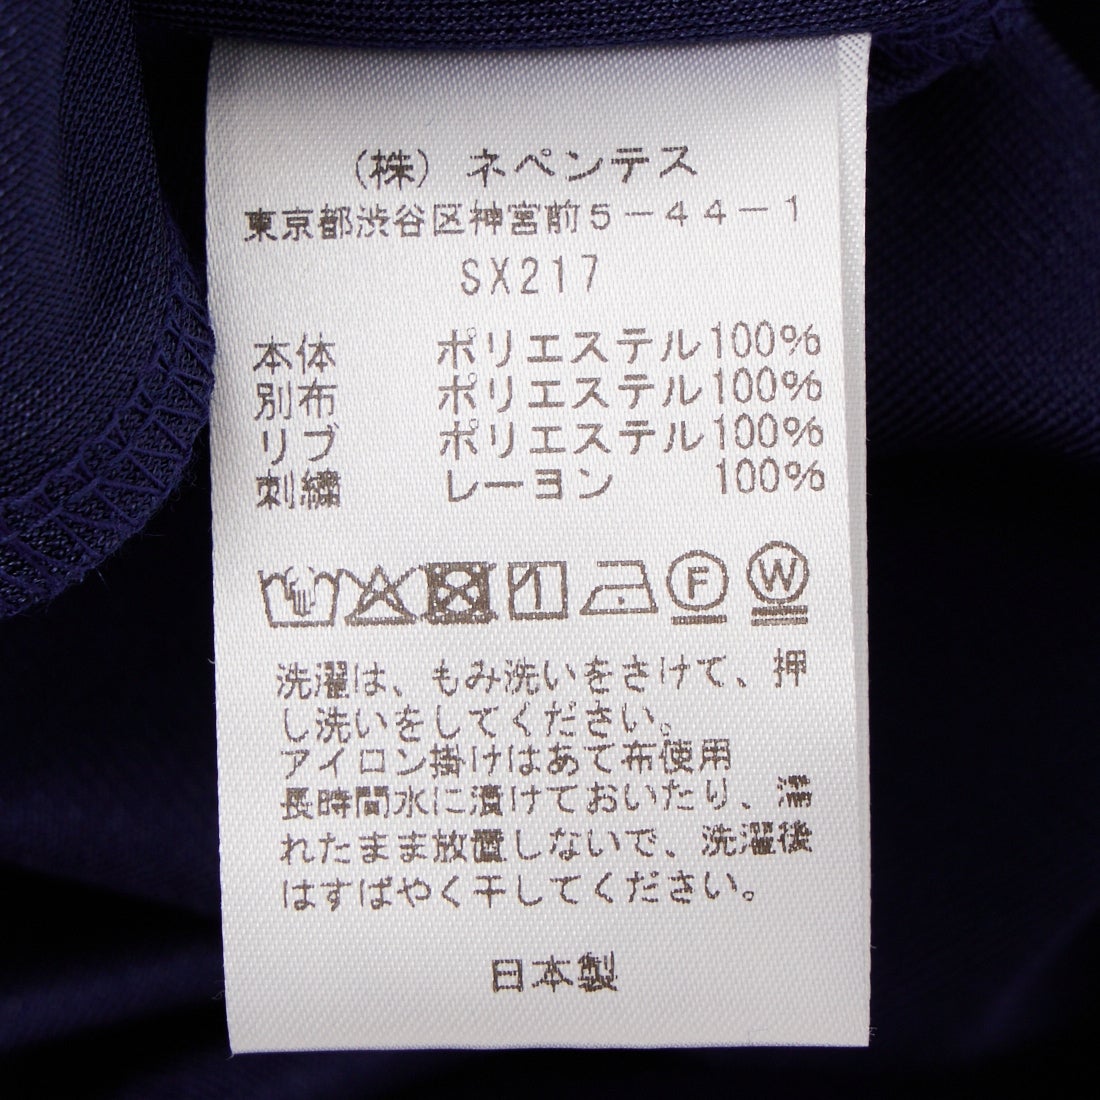 (株) ネペンテス
東京都渋谷区神宮前5-44-1
SX217
本体 ポリエステル100%
別布 ポリエステル100%
リブ ポリエステル100%
刺繍 レーヨン 100%
1 F W
洗濯は、もみ洗いをさけて、押
し洗いをしてください。
アイロン掛けはあて布使用
長時間水に漬けておいたり、濡
れたまま放置しないで、洗濯後
はすばやく干してください。
日本製